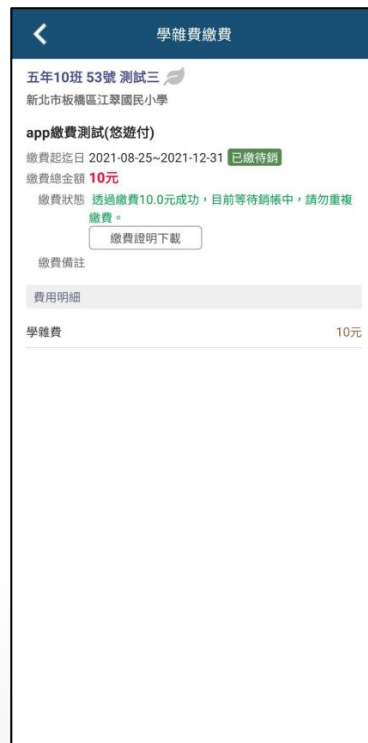 學雜費繳費
五年10班 53號 測試三
新北市板橋區江翠國民小學
app繳費測試(悠遊付)
繳費起迄日 2021-08-25~2021-12-31 已繳待銷
繳費總金額 10元
繳費狀態 透過繳費10.0元成功，目前等待銷帳中，請勿重複
繳費。
繳費證明下載
繳費備註
費用明細
學雜費 10元